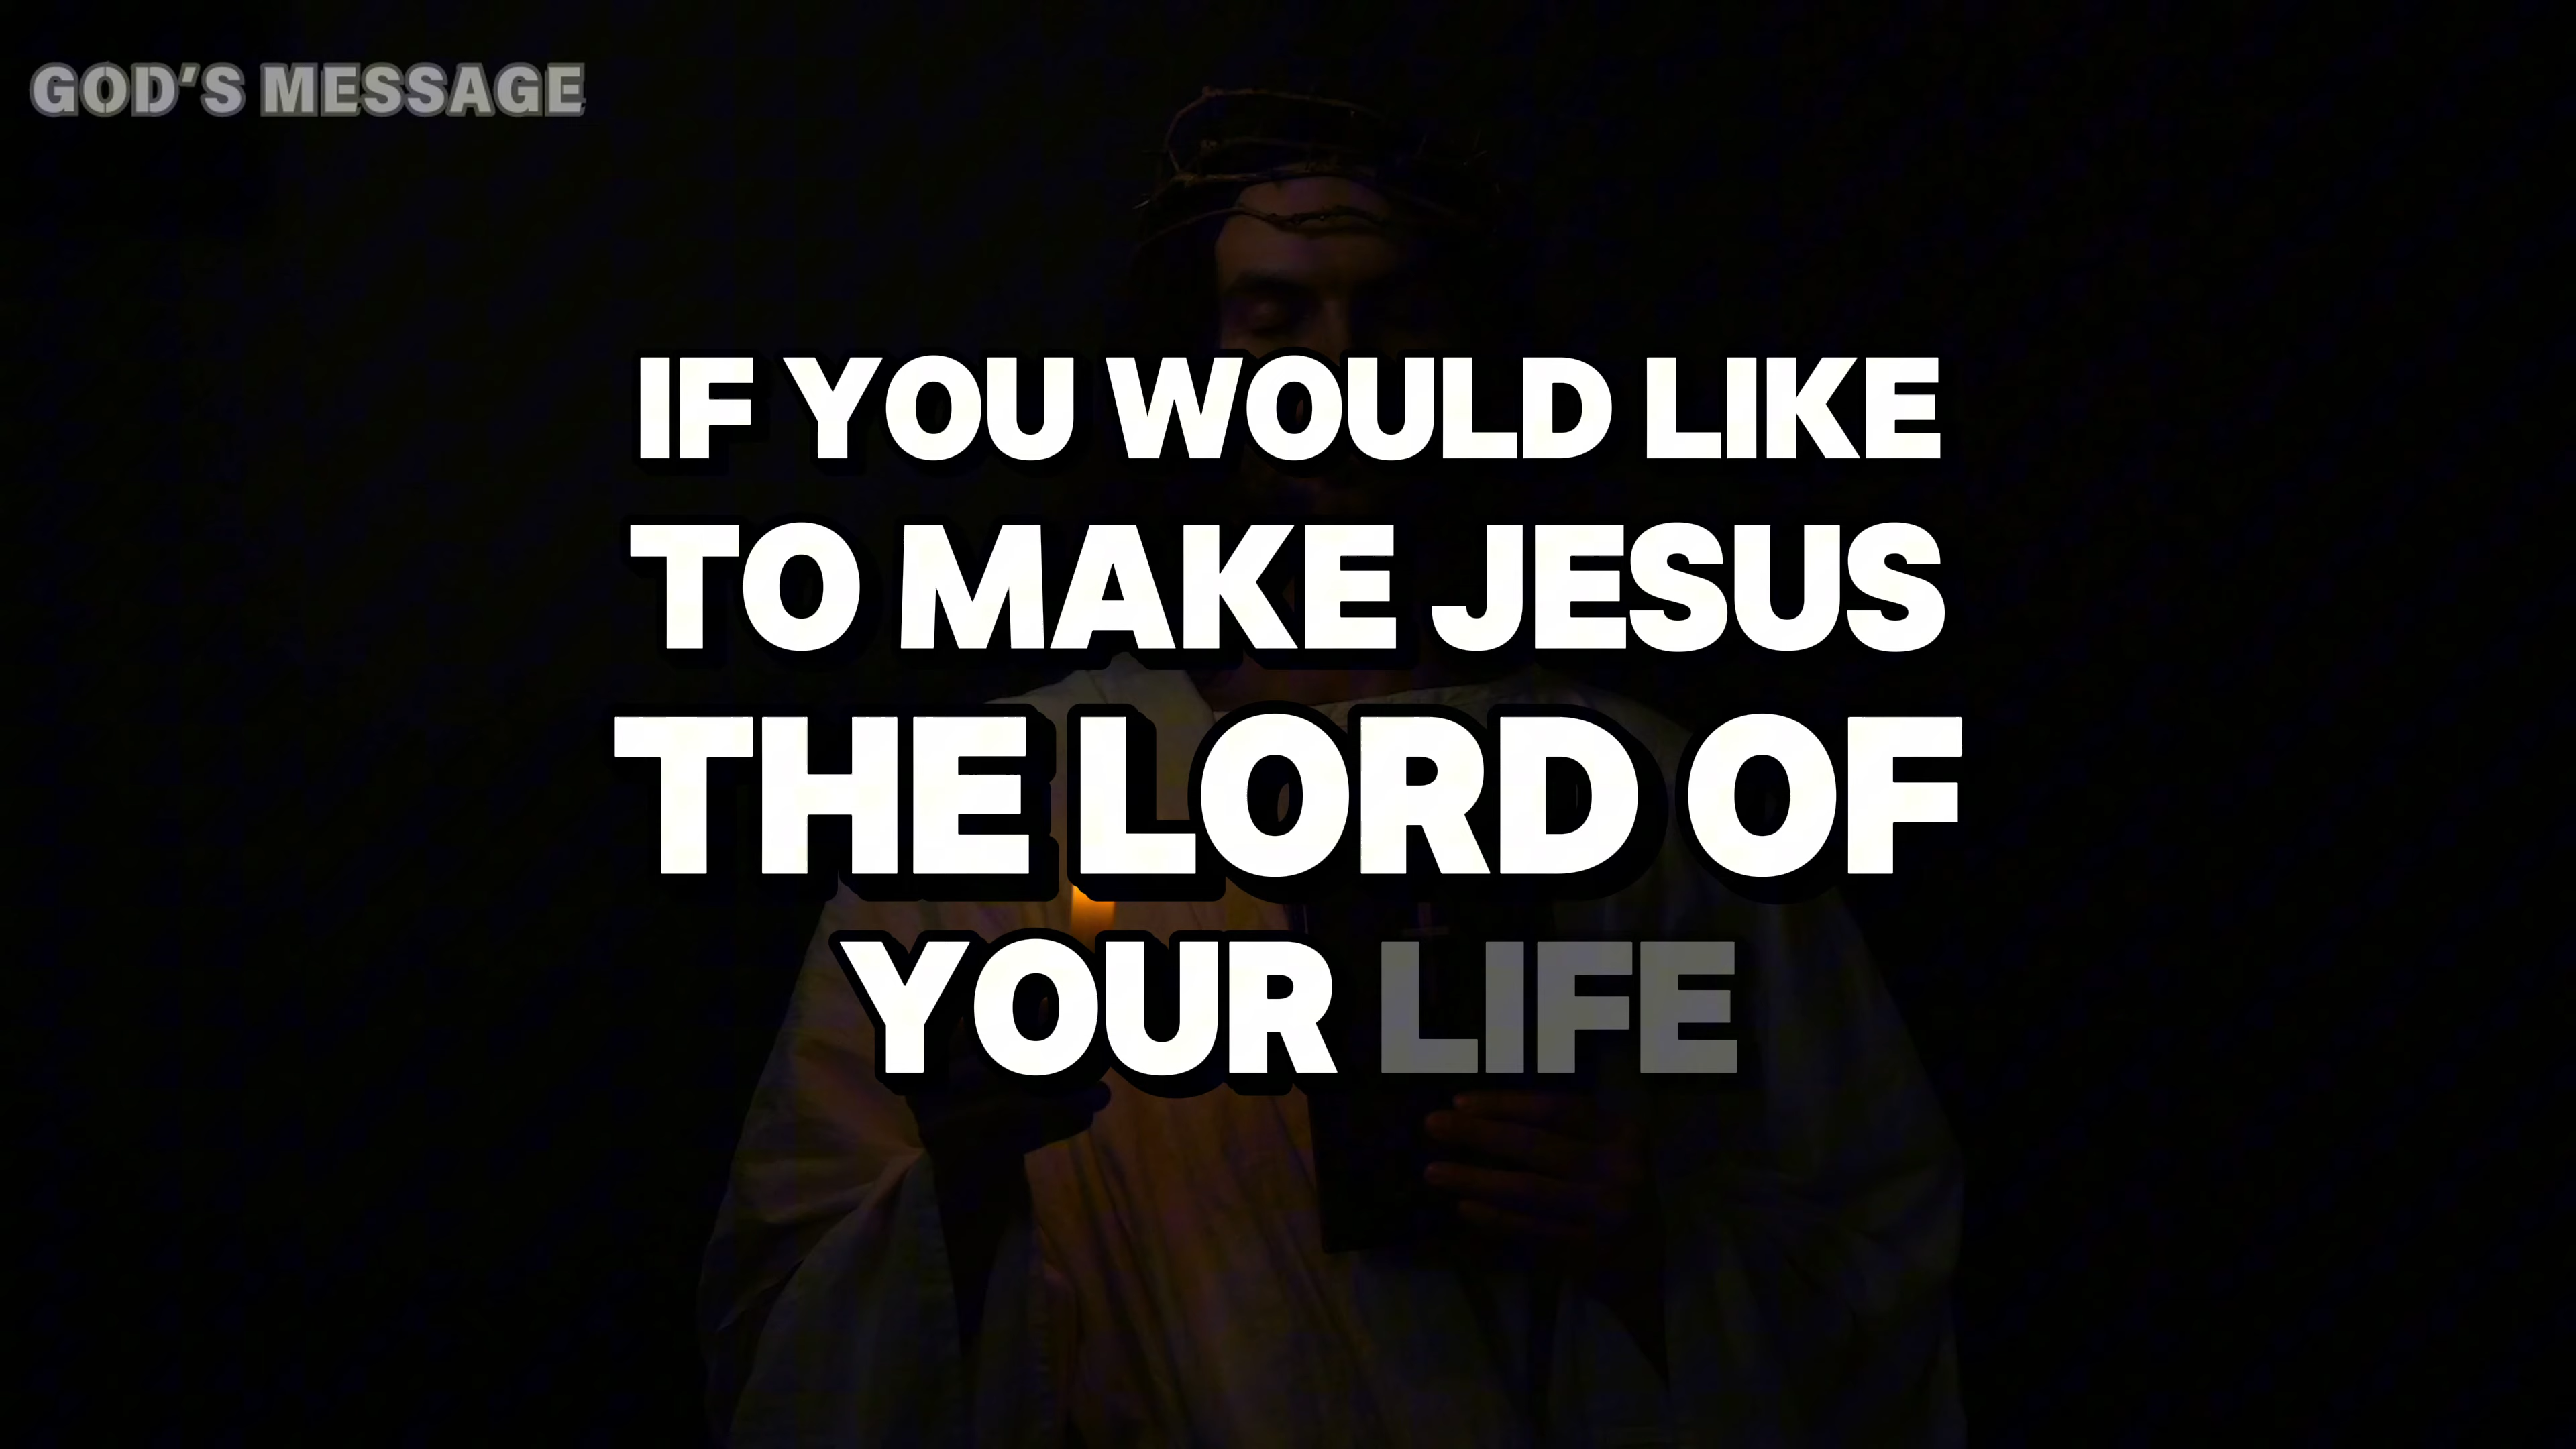 GOD'S MESSAGE
IF YOU WOULD LIKE
TO MAKE JESUS
THE LORD OF
YOUR LIFE